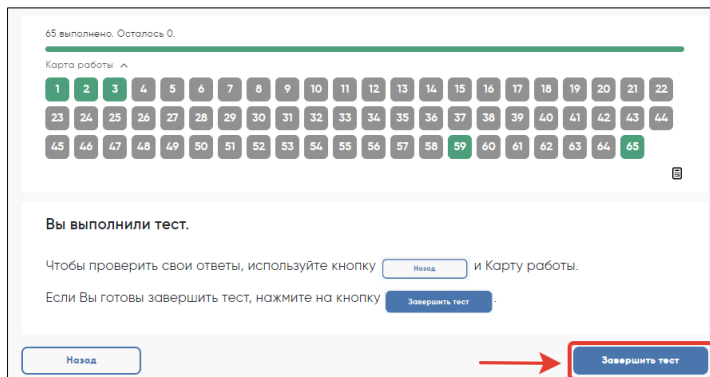 65 выполнено. Осталось 0.
Карта работы
1 2 3 4 5 6 7 8 9 10 11 12 13 14 15 16 17 18 19 20 21 22
23 24 25 26 27 28 29 30 31 32 33 34 35 36 37 38 39 40 41 42 43 44
45 46 47 48 49 50 51 52 53 54 55 56 57 58 59 60 61 62 63 64 65
Вы выполнили тест.
Чтобы проверить свои ответы, используйте кнопку Назад и Карту работы.
Если Вы готовы завершить тест, нажмите на кнопку Завершить тест .
Назад Завершить тест